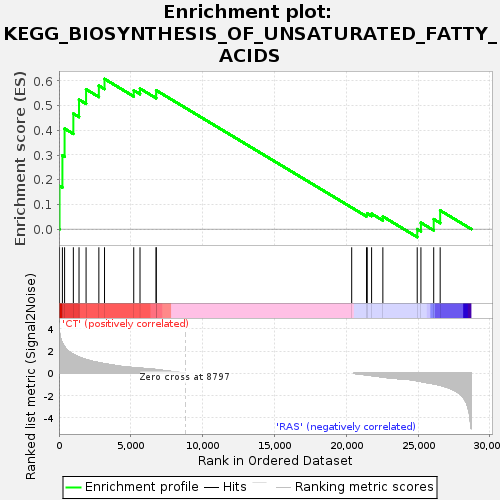 Enrichment plot:
KEGG_BIOSYNTHESIS_OF_UNSATURATED_FATTY_
ACIDS
Enrichment score (ES)
0.6
0.5
0.4
0.3
0.2
0.1
0.0
'CT' (positively correlated)
Ranked list metric (Signal2Noise)
4
2
0
-2
-4
Zero cross at 8797
'RAS' (negatively correlated)
0 5,000 10,000 15,000 20,000 25,000 30,00
Rank in Ordered Dataset
Enrichment profile Hits Ranking metric scores